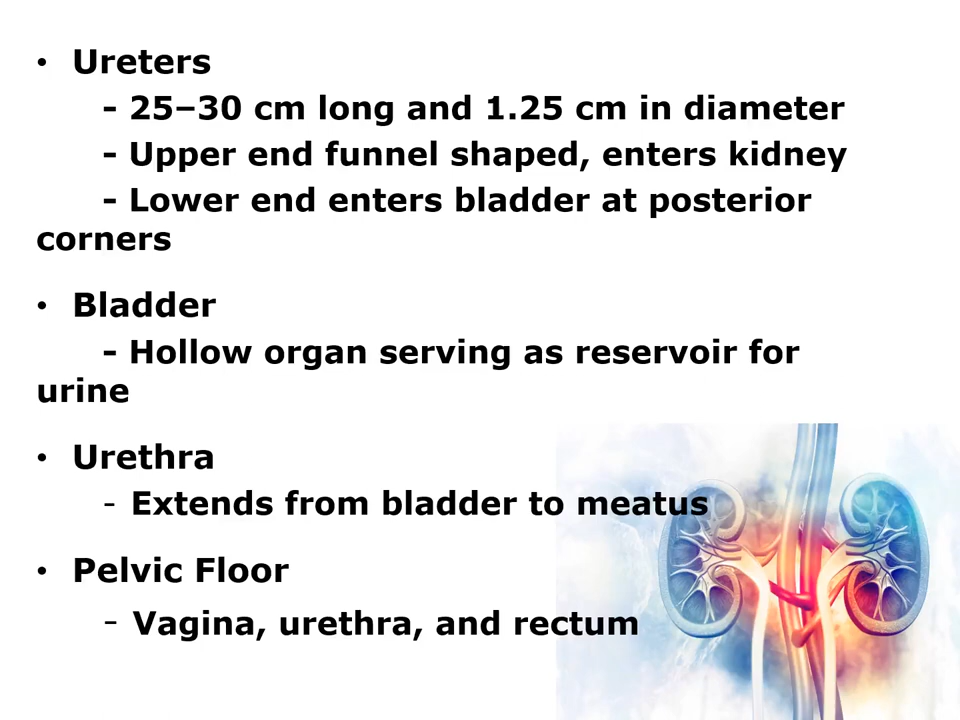 • Ureters
- 25–30 cm long and 1.25 cm in diameter
- Upper end funnel shaped, enters kidney
- Lower end enters bladder at posterior
corners
• Bladder
- Hollow organ serving as reservoir for
urine
• Urethra
- Extends from bladder to meatus
• Pelvic Floor
- Vagina, urethra, and rectum